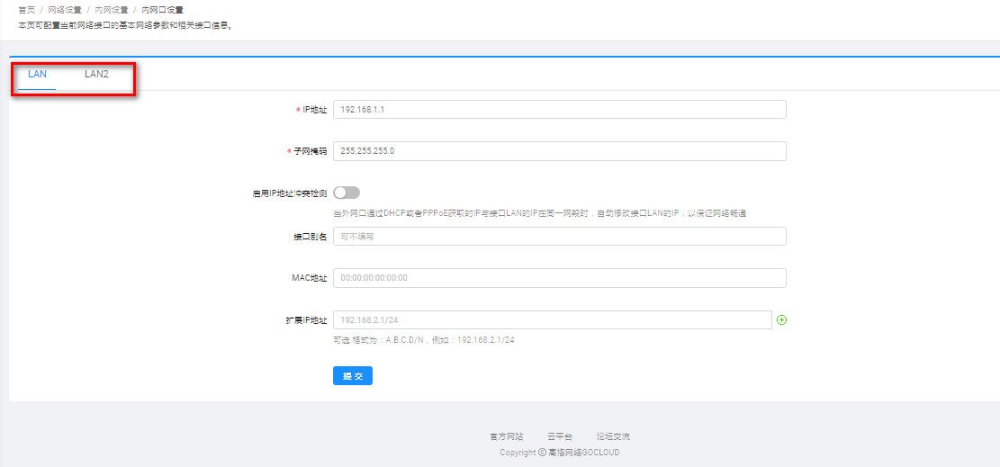 首页 / 网络设置 / 内网设置 / 内网口设置
本页可配置当前网络接口的基本网络参数和相关接口信息。
LAN LAN2
* IP地址 192.168.1.1
* 子网掩码 255.255.255.0
启用IP地址冲突检测
当外网口通过DHCP或者PPPoE获取的IP与接口LAN的IP在同一网段时，自动修改接口LAN的IP，以保证网络畅通
接口别名 可不填写
MAC地址 00:00:00:00:00:00
扩展IP地址 192.168.2.1/24
可选.格式为：A.B.C.D/N，例如：192.168.2.1/24
提 交
官方网站 云平台 论坛交流
Copyright © 高恪网络GOCLOUD